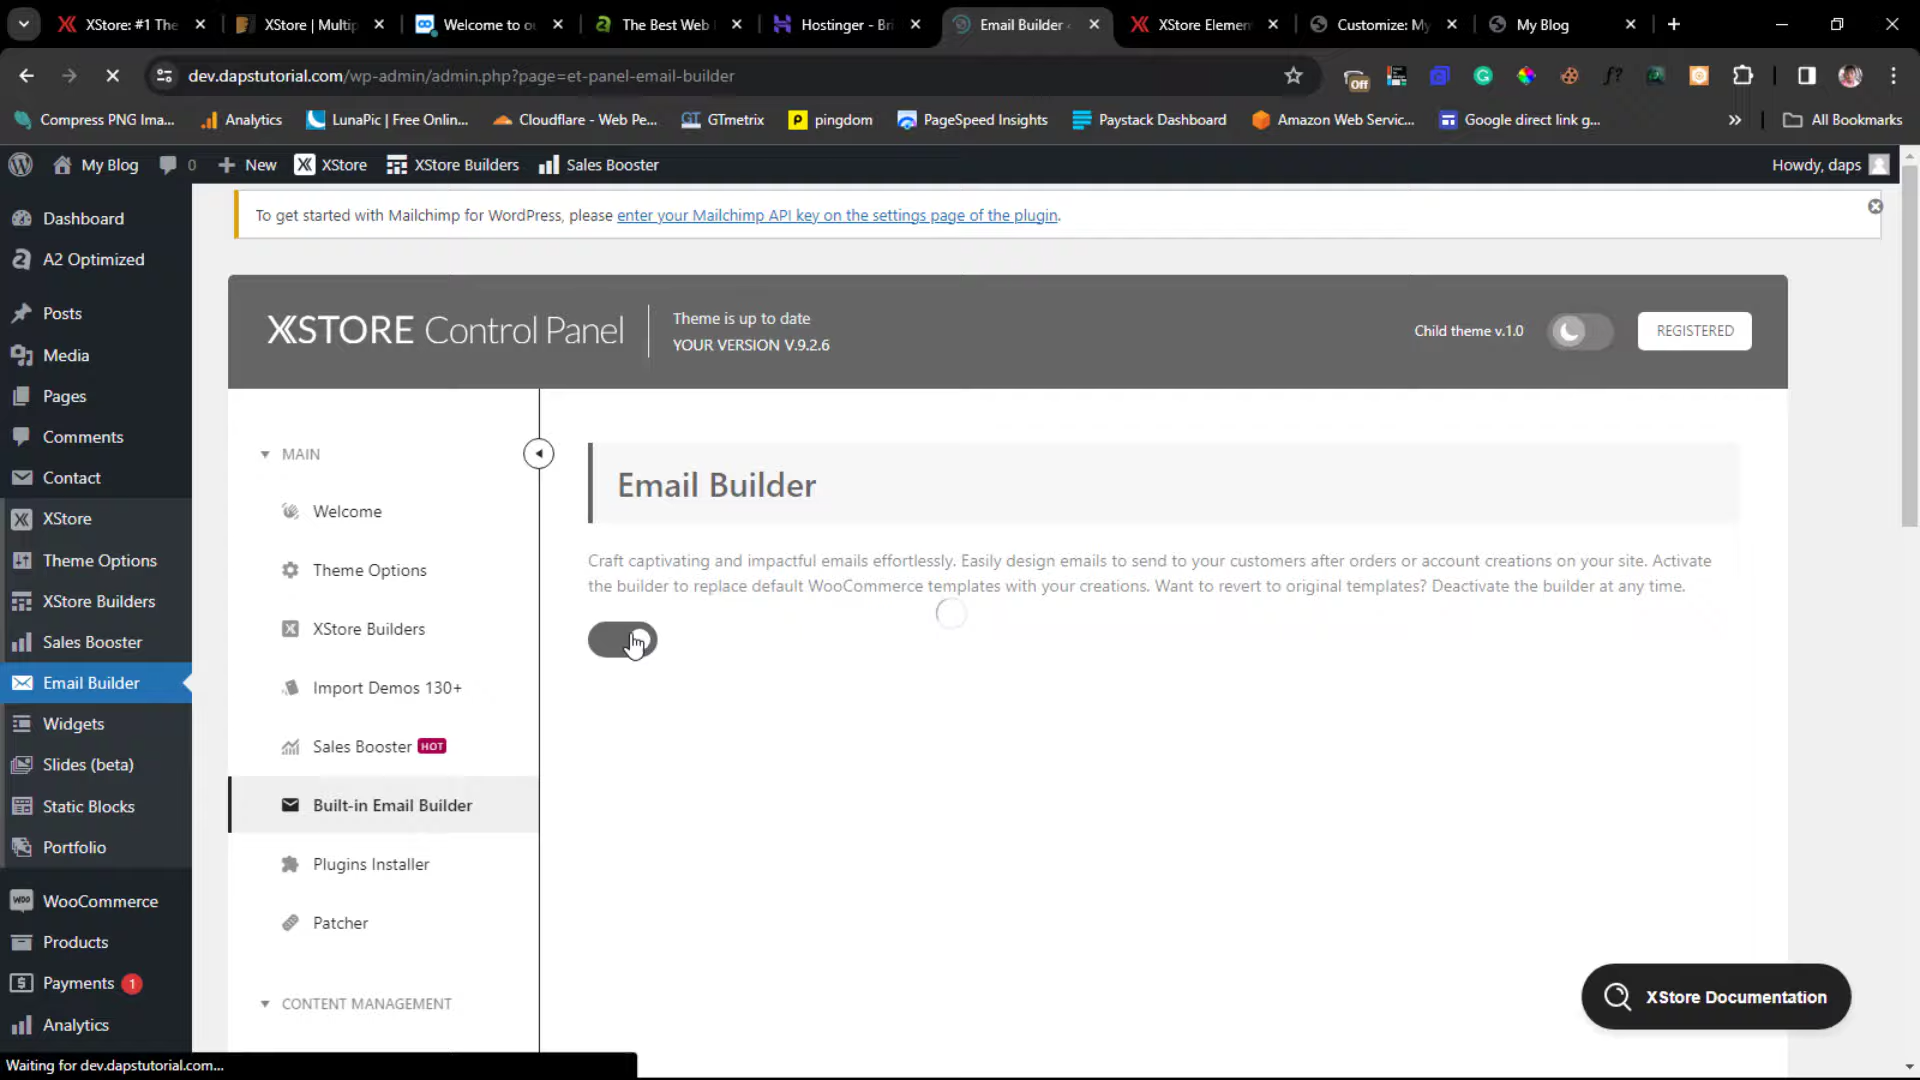 XStore: #1 The
XStore | Multip
Welcome to ou
The Best Web
Hostinger - Bri
Email Builder
XStore Elemen
Customize: My
My Blog
dev.dapstutorial.com/wp-admin/admin.php?page=et-panel-email-builder
Off
Compress PNG Ima...
Analytics
LunaPic | Free Onlin...
Cloudflare - Web Pe...
GTmetrix
pingdom
PageSpeed Insights
Paystack Dashboard
Amazon Web Servic...
Google direct link g...
All Bookmarks
My Blog
0
New
XStore
XStore Builders
Sales Booster
Howdy, daps
Dashboard
A2 Optimized
Posts
Media
Pages
Comments
Contact
XStore
Theme Options
XStore Builders
Sales Booster
Email Builder
Widgets
Slides (beta)
Static Blocks
Portfolio
WooCommerce
Products
Payments 1
Analytics
To get started with Mailchimp for WordPress, please enter your Mailchimp API key on the settings page of the plugin.
XSTORE Control Panel
Theme is up to date
YOUR VERSION V.9.2.6
Child theme v.1.0
REGISTERED
MAIN
Welcome
Theme Options
XStore Builders
Import Demos 130+
Sales Booster HOT
Built-in Email Builder
Plugins Installer
Patcher
CONTENT MANAGEMENT
Email Builder
Craft captivating and impactful emails effortlessly. Easily design emails to send to your customers after orders or account creations on your site. Activate
the builder to replace default WooCommerce templates with your creations. Want to revert to original templates? Deactivate the builder at any time.
XStore Documentation
Waiting for dev.dapstutorial.com...